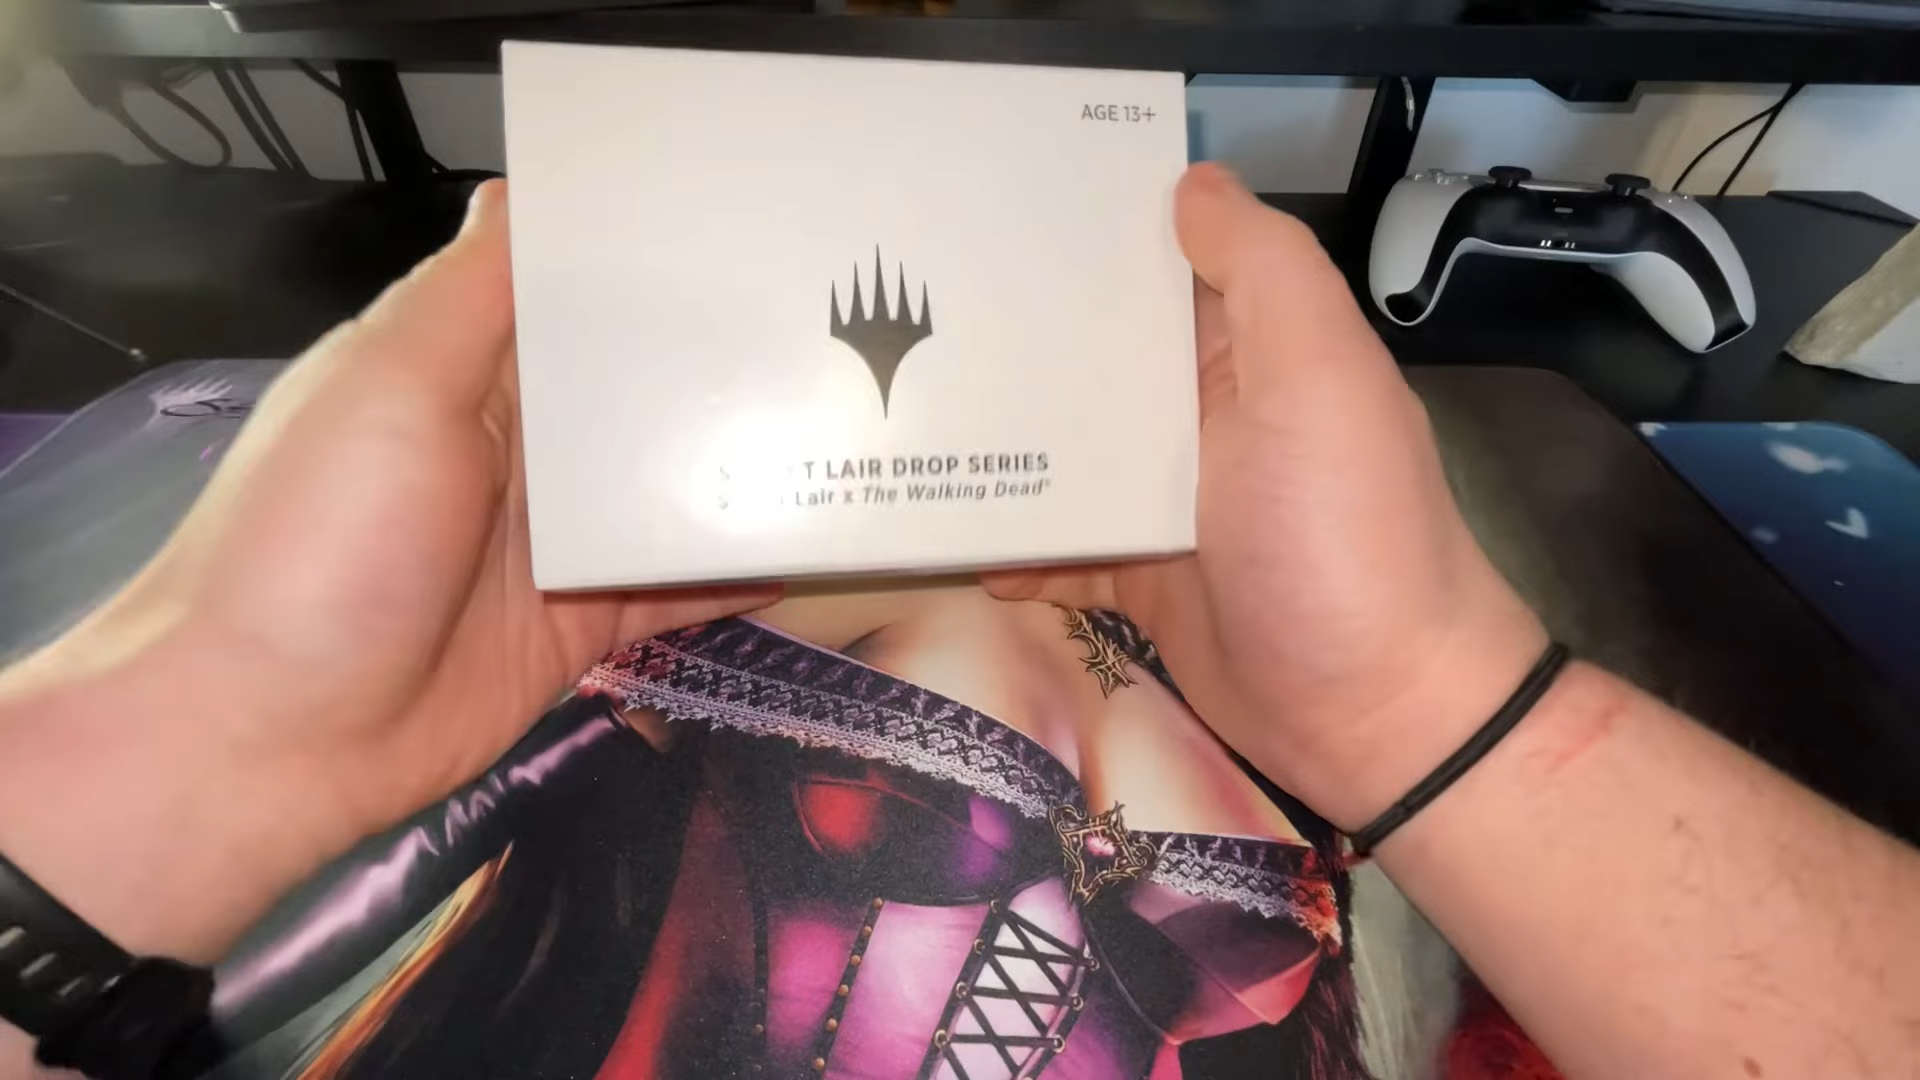 AGE 13+
T LAIR DROP SERIES
Lair x The Walking Dead®